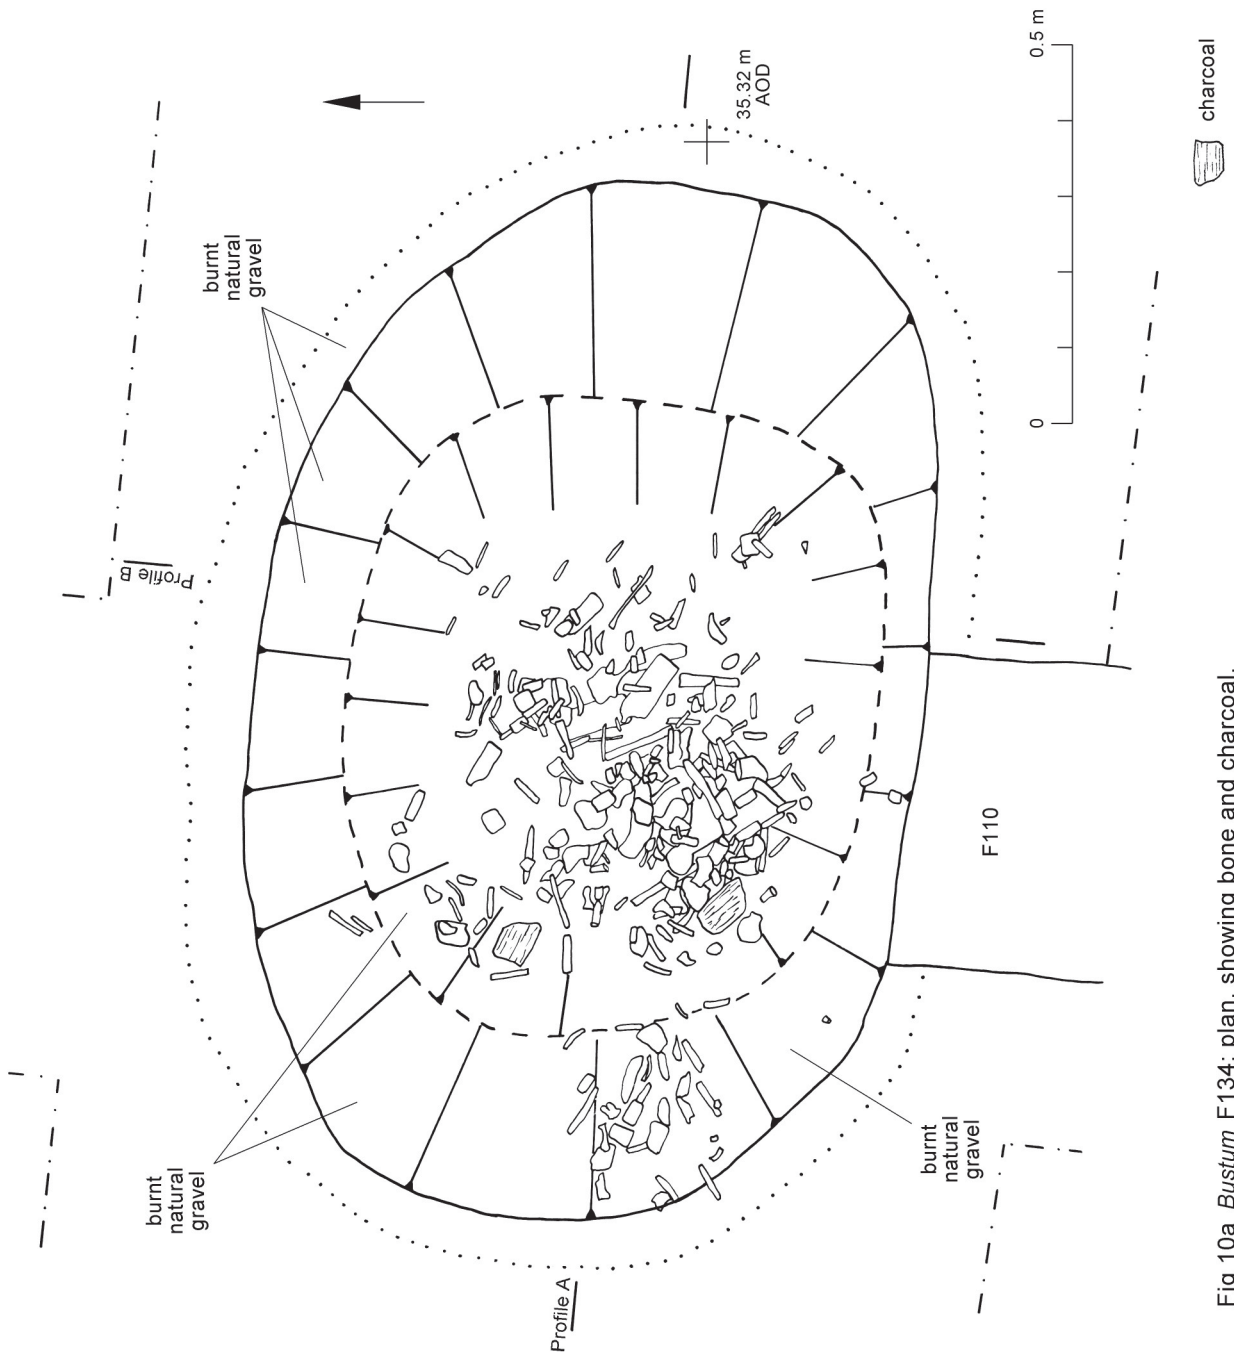 35.32 m
AOD
0.5 m
0
charcoal
burnt
natural
gravel
Profile B
F110
burnt
natural
gravel
burnt
natural
gravel
Profile A
Fig 10a Bustum F134: plan, showing bone and charcoal.